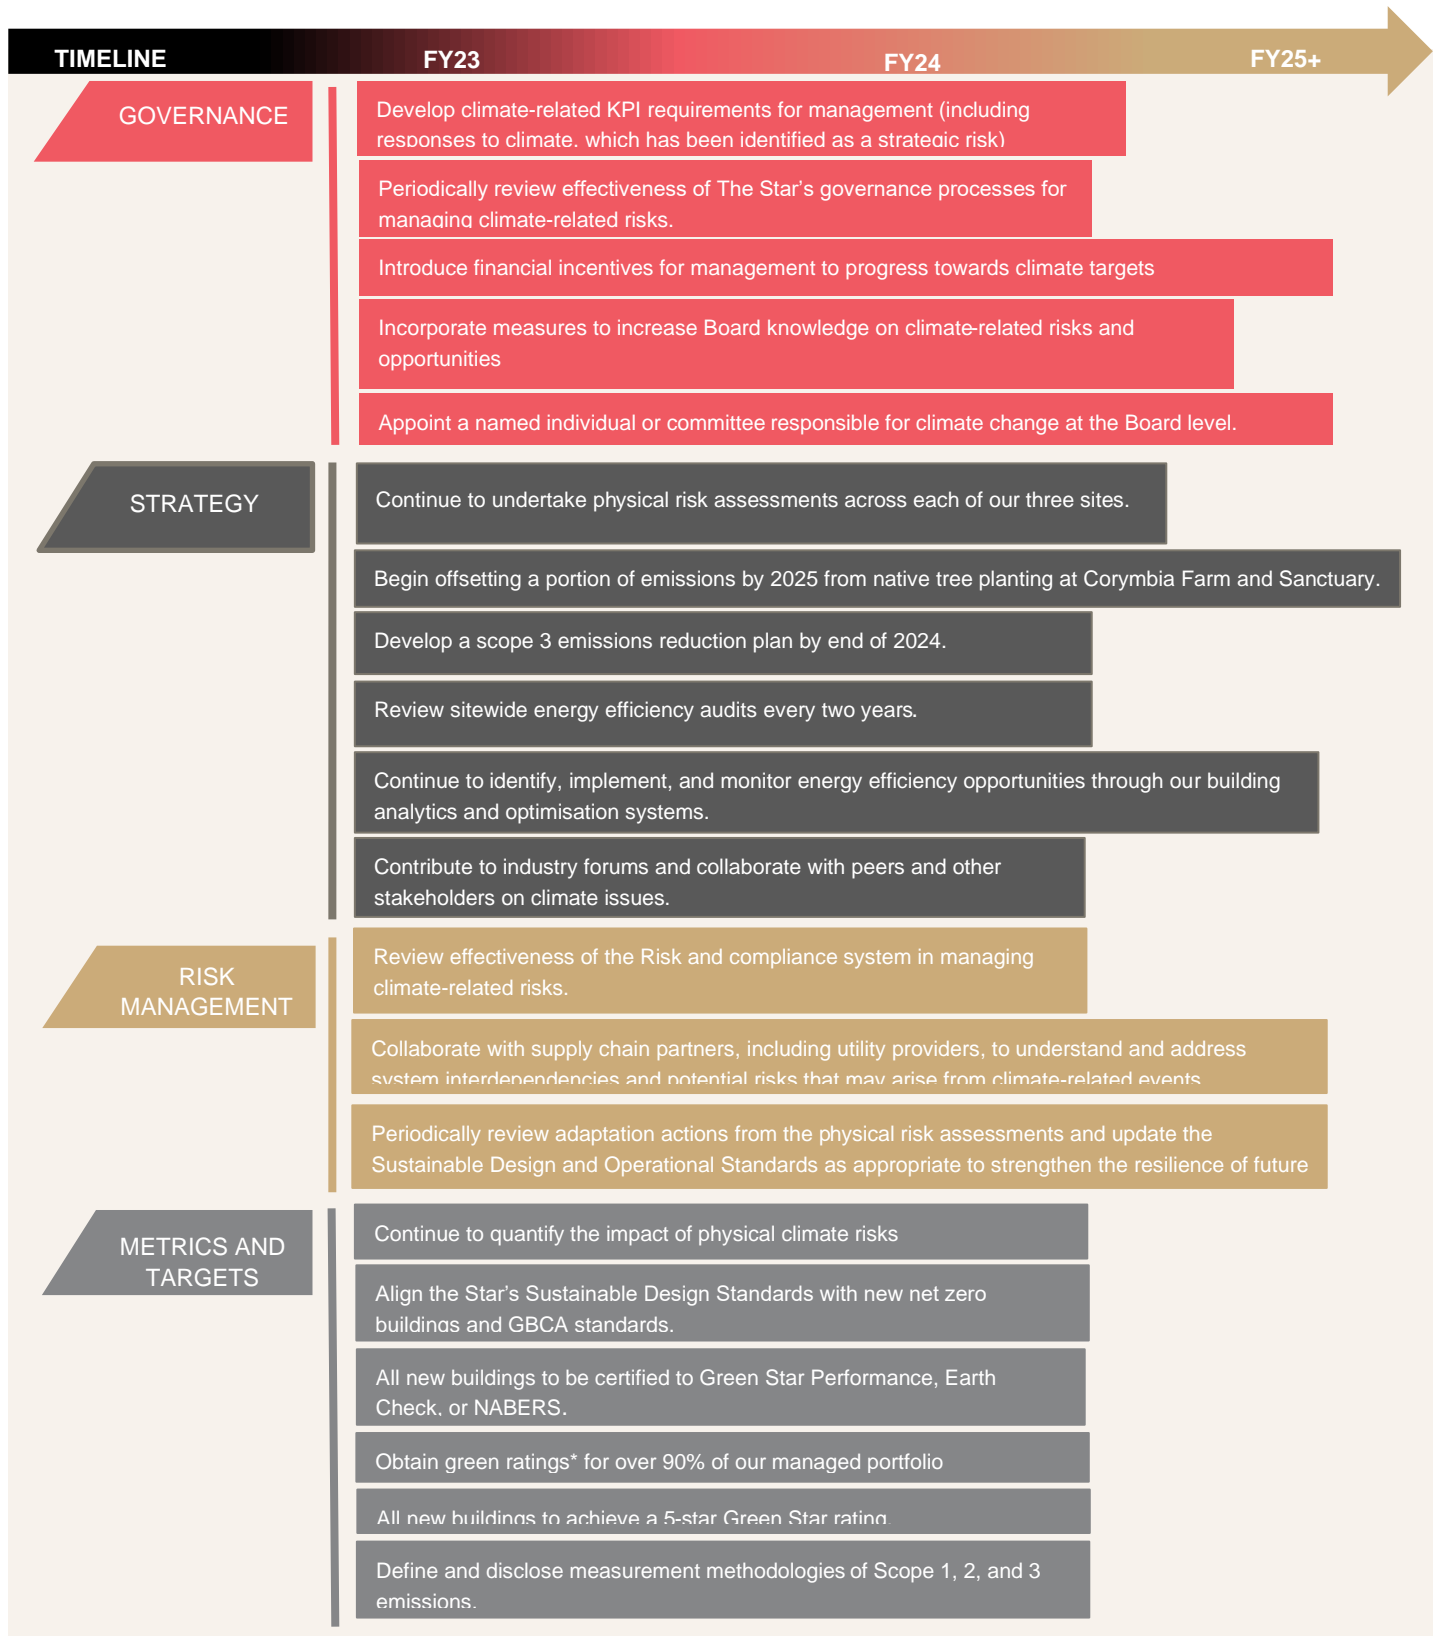 TIMELINE FY23 FY24 FY25+
GOVERNANCE
Develop climate-related KPI requirements for management (including
responses to climate, which has been identified as a strategic risk)
Periodically review effectiveness of The Star's governance processes for
managing climate-related risks.
Introduce financial incentives for management to progress towards climate targets
Incorporate measures to increase Board knowledge on climate-related risks and
opportunities
Appoint a named individual or committee responsible for climate change at the Board level.
STRATEGY
Continue to undertake physical risk assessments across each of our three sites.
Begin offsetting a portion of emissions by 2025 from native tree planting at Corymbia Farm and Sanctuary.
Develop a scope 3 emissions reduction plan by end of 2024.
Review sitewide energy efficiency audits every two years.
Continue to identify, implement, and monitor energy efficiency opportunities through our building
analytics and optimisation systems.
Contribute to industry forums and collaborate with peers and other
stakeholders on climate issues.
RISK
MANAGEMENT
Review effectiveness of the Risk and compliance system in managing
climate-related risks.
Collaborate with supply chain partners, including utility providers, to understand and address
system interdependencies and potential risks that may arise from climate-related events
Periodically review adaptation actions from the physical risk assessments and update the
Sustainable Design and Operational Standards as appropriate to strengthen the resilience of future
METRICS AND
TARGETS
Continue to quantify the impact of physical climate risks
Align the Star's Sustainable Design Standards with new net zero
buildings and GBCA standards.
All new buildings to be certified to Green Star Performance, Earth
Check, or NABERS.
Obtain green ratings* for over 90% of our managed portfolio
All new buildings to achieve a 5-star Green Star rating.
Define and disclose measurement methodologies of Scope 1, 2, and 3
emissions.